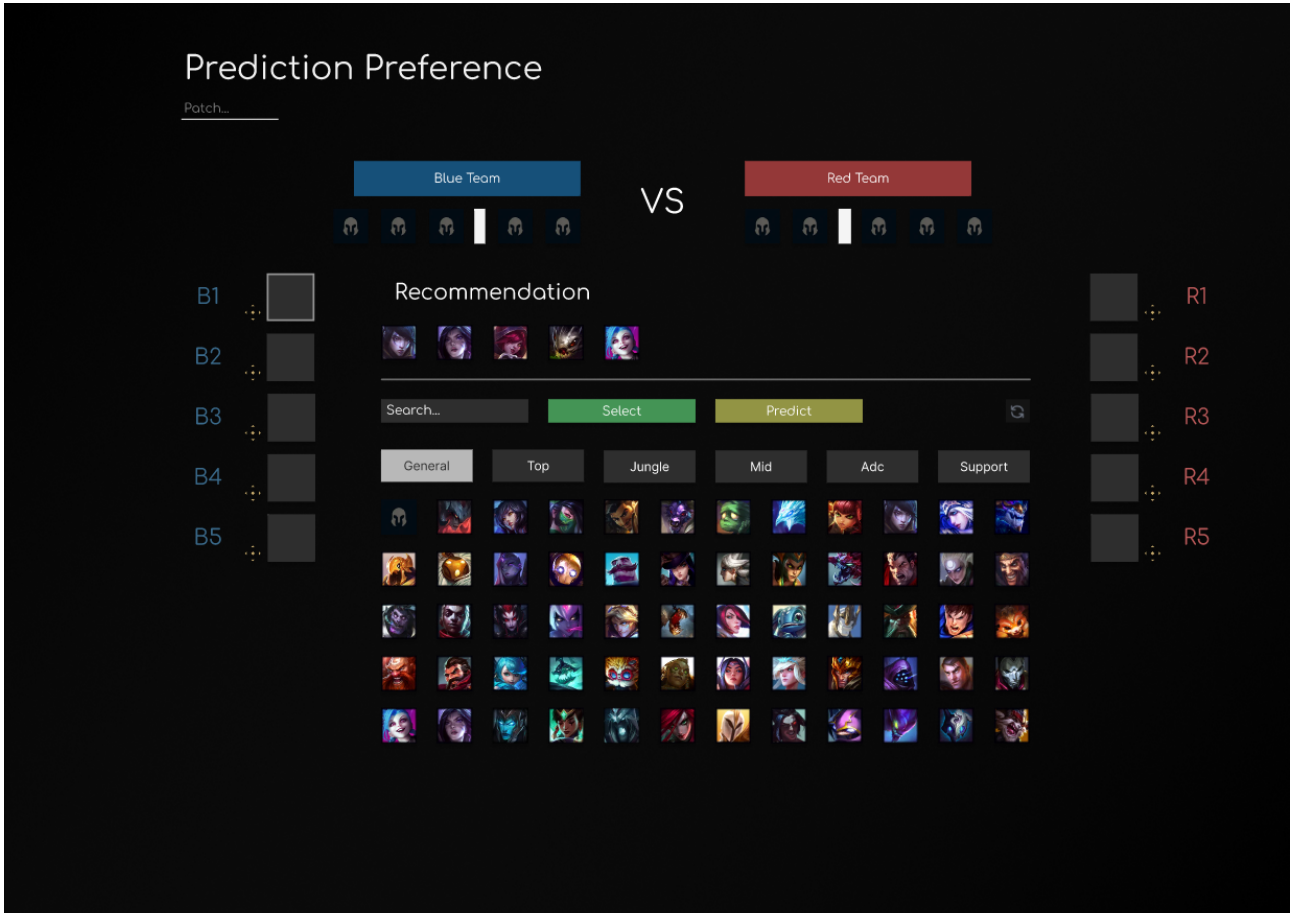 Prediction Preference
Patch...
Blue Team
VS
Red Team
B1
B2
B3
B4
B5
Recommendation
Search...
Select
Predict
General
Top
Jungle
Mid
Adc
Support
R1
R2
R3
R4
R5